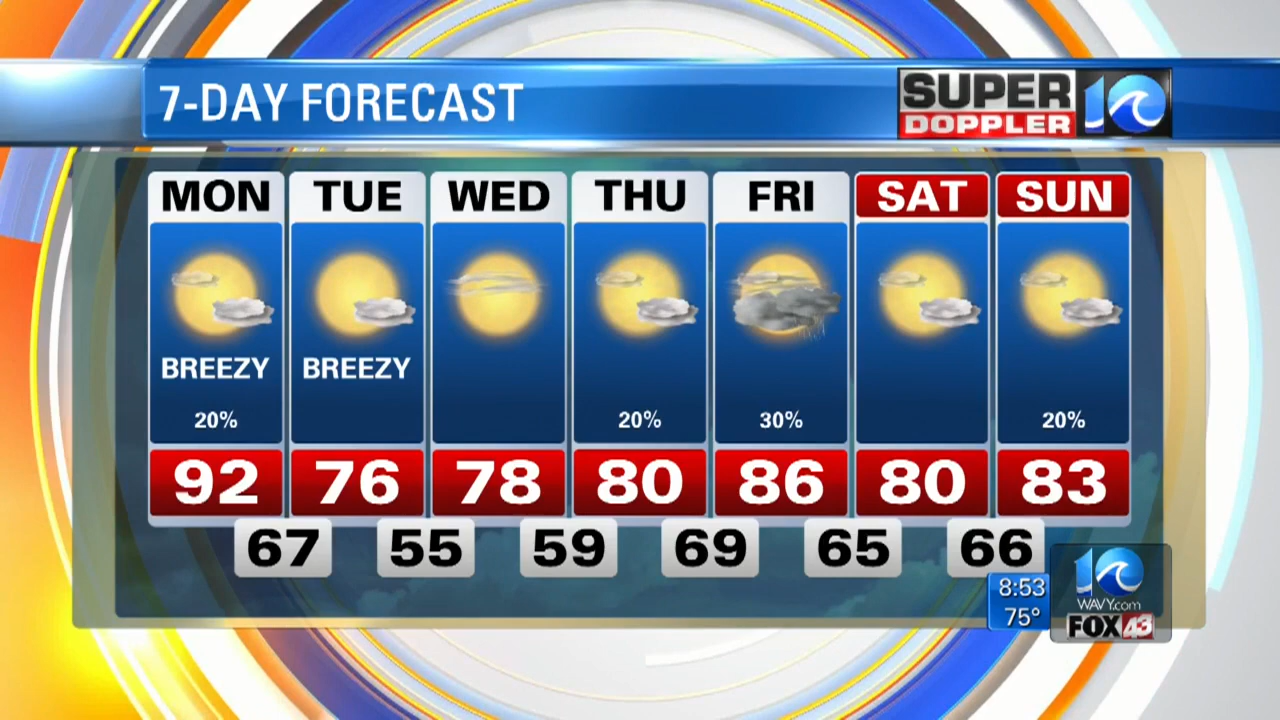 7-DAY FORECAST
SUPER
DOPPLER
10
MON TUE WED THU FRI SAT SUN
BREEZY BREEZY
20% 20% 30% 20%
92 76 78 80 86 80 83
67 55 59 69 65 66
8:53
75°
10
WAVY.com
FOX 43